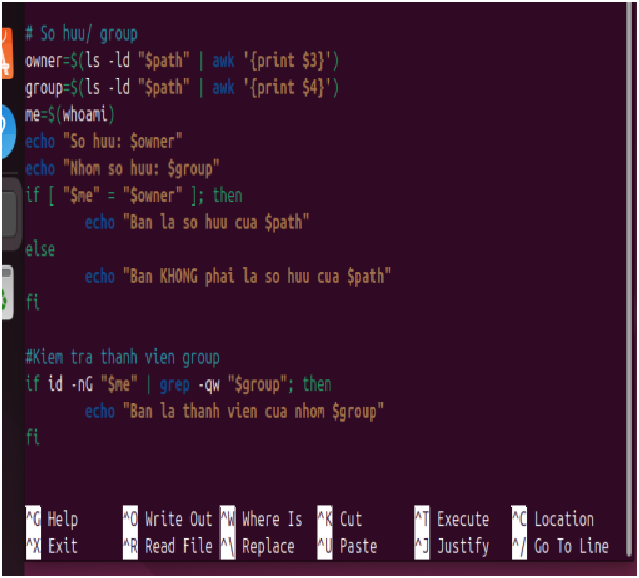 # So huu/ group
owner=$(ls -ld "$path" | awk '{print $3}')
group=$(ls -ld "$path" | awk '{print $4}')
me=$(whoami)
echo "So huu: $owner"
echo "Nhom so huu: $group"
if [ "$me" = "$owner" ]; then
echo "Ban la so huu cua $path"
else
echo "Ban KHONG phai la so huu cua $path"
fi
#Kiem tra thanh vien group
if id -nG "$me" | grep -qw "$group"; then
echo "Ban la thanh vien cua nhom $group"
fi
^G Help ^O Write Out ^W Where Is ^K Cut ^T Execute ^C Location
^X Exit ^R Read File ^\ Replace ^U Paste ^J Justify ^/ Go To Line